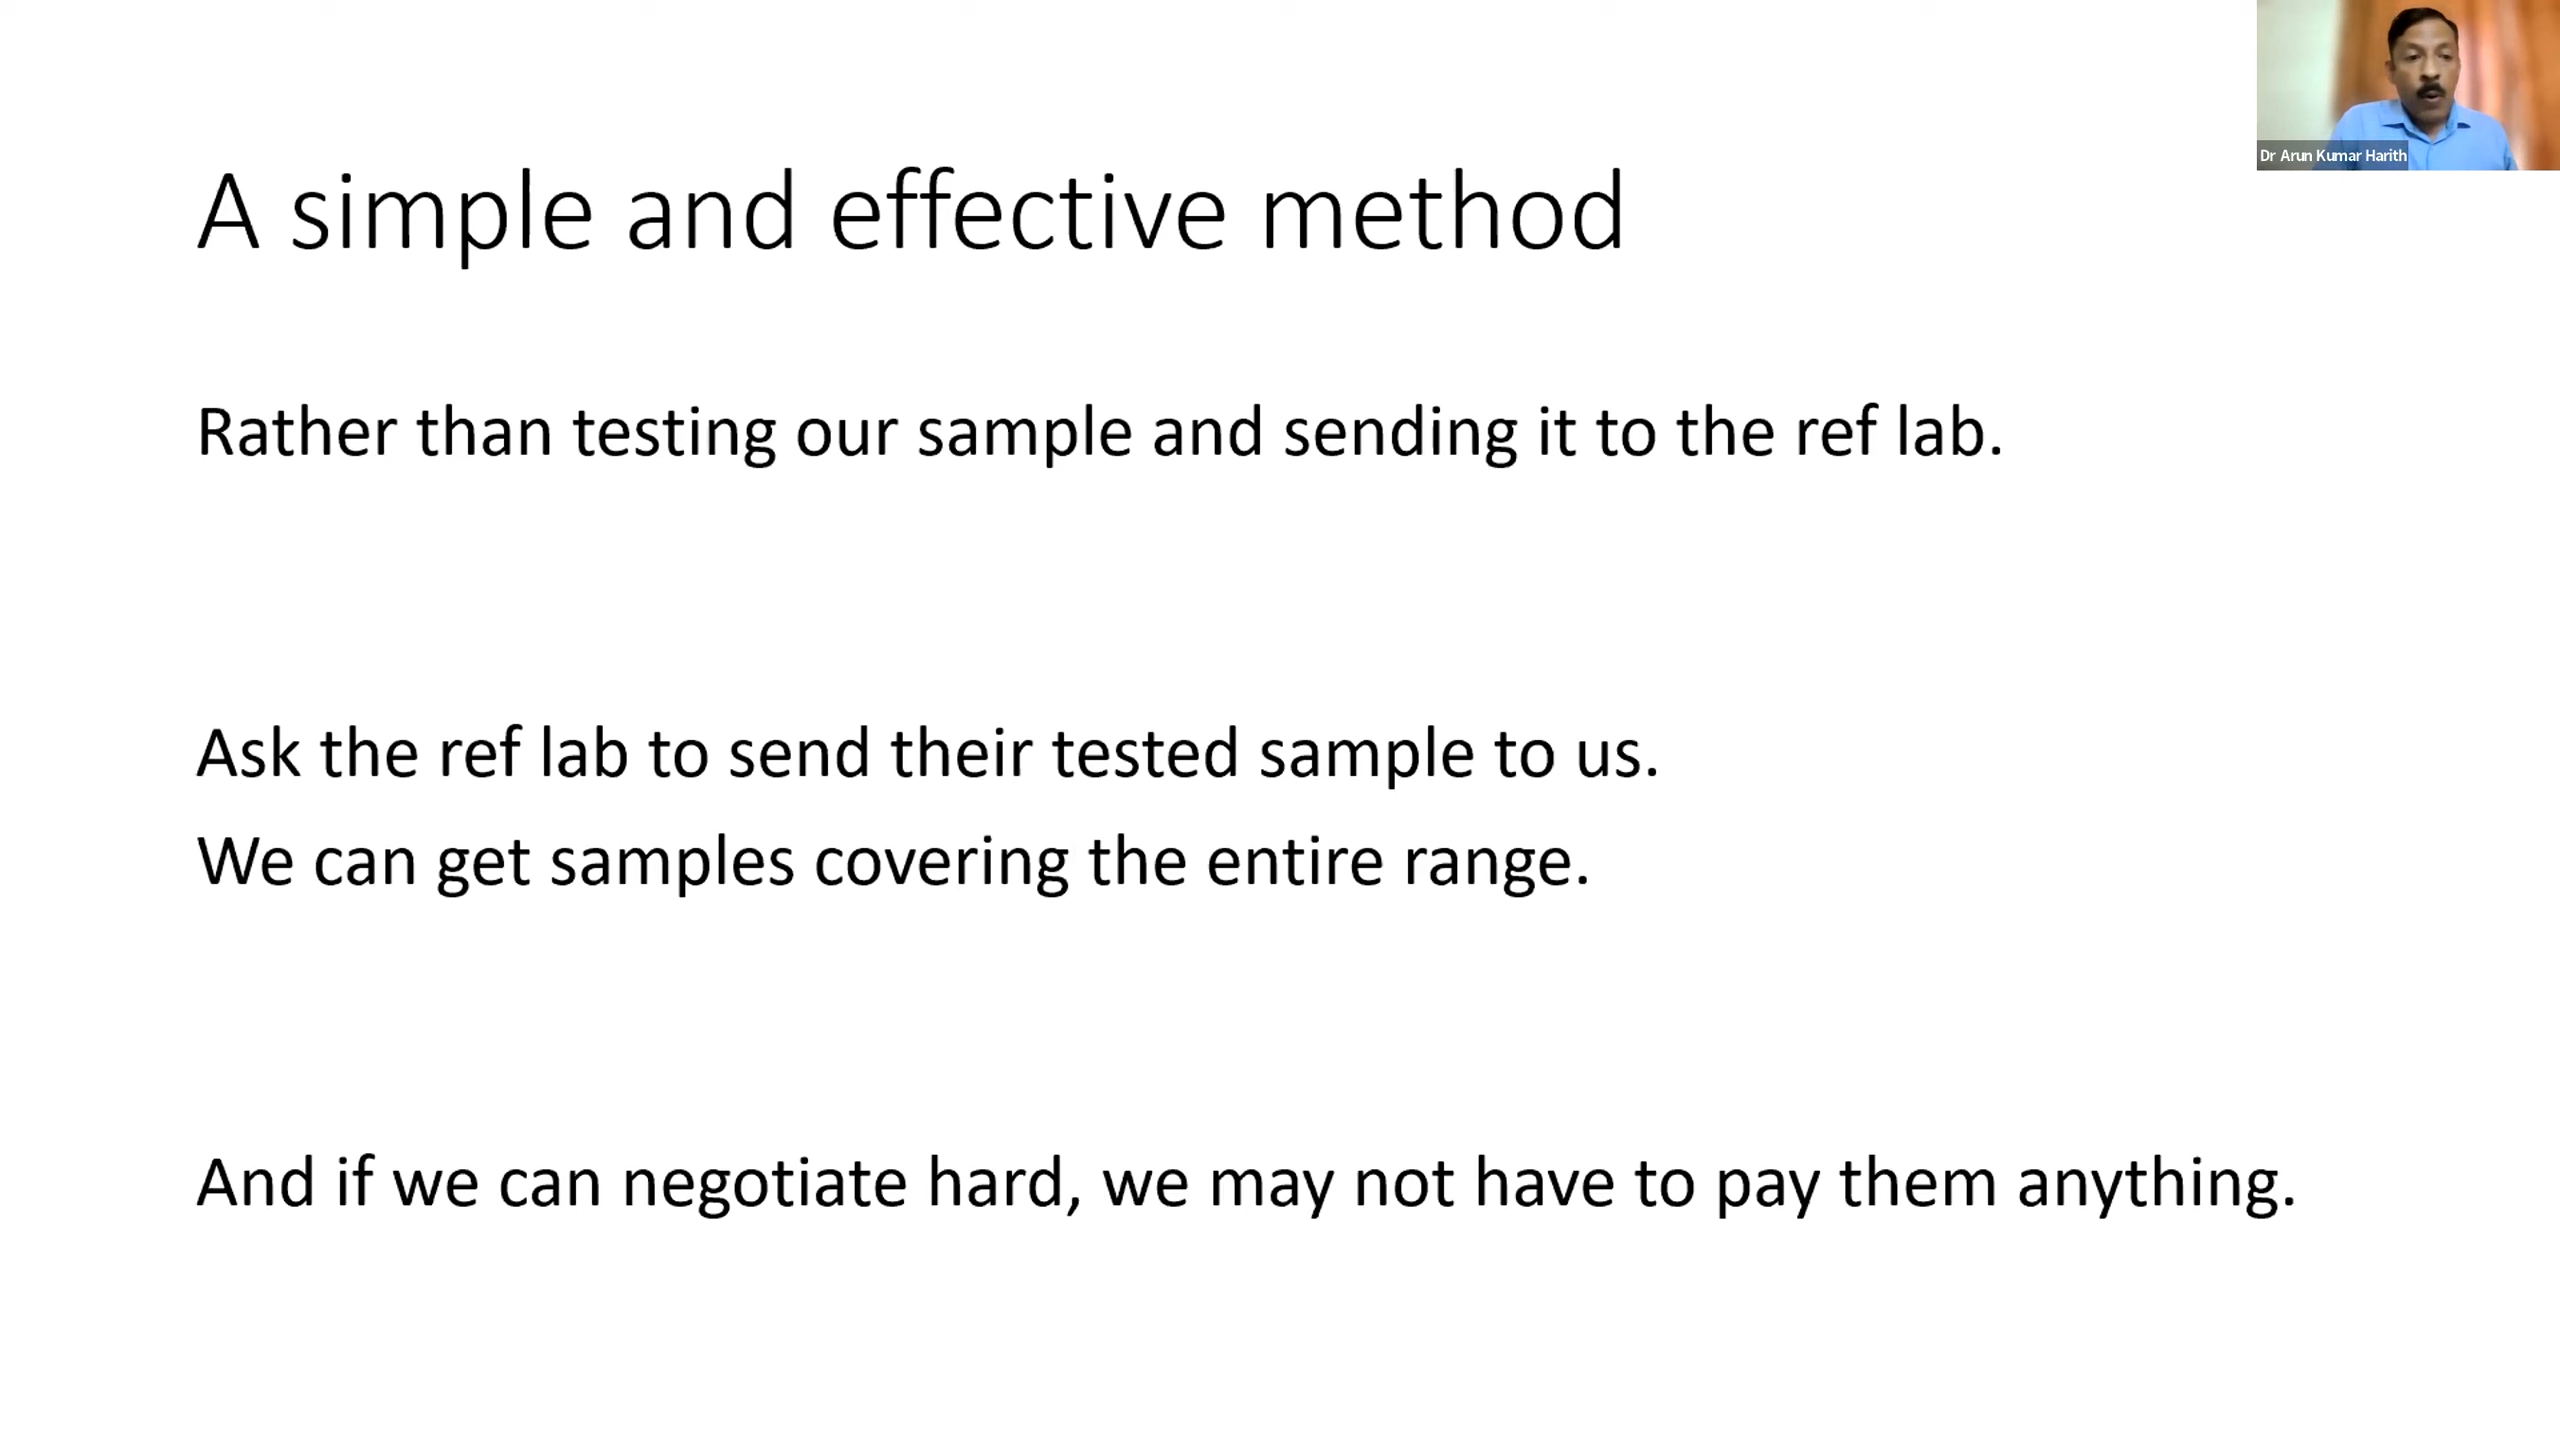 Dr Arun Kumar Harith
A simple and effective method
Rather than testing our sample and sending it to the ref lab.
Ask the ref lab to send their tested sample to us.
We can get samples covering the entire range.
And if we can negotiate hard, we may not have to pay them anything.